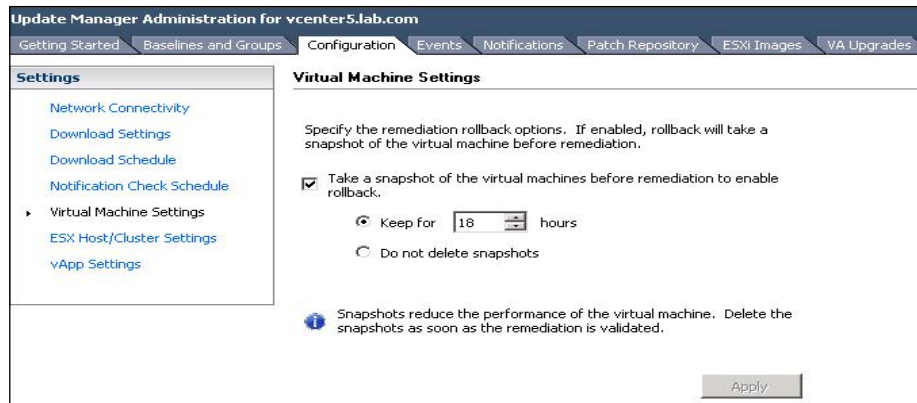 Update Manager Administration for vcenter5.lab.com
Getting Started Baselines and Groups Configuration Events Notifications Patch Repository ESXi Images VA Upgrades
Settings
Network Connectivity
Download Settings
Download Schedule
Notification Check Schedule
Virtual Machine Settings
ESX Host/Cluster Settings
vApp Settings
Virtual Machine Settings
Specify the remediation rollback options. If enabled, rollback will take a
snapshot of the virtual machine before remediation.
Take a snapshot of the virtual machines before remediation to enable
rollback.
Keep for 18 hours
Do not delete snapshots
Snapshots reduce the performance of the virtual machine. Delete the
snapshots as soon as the remediation is validated.
Apply